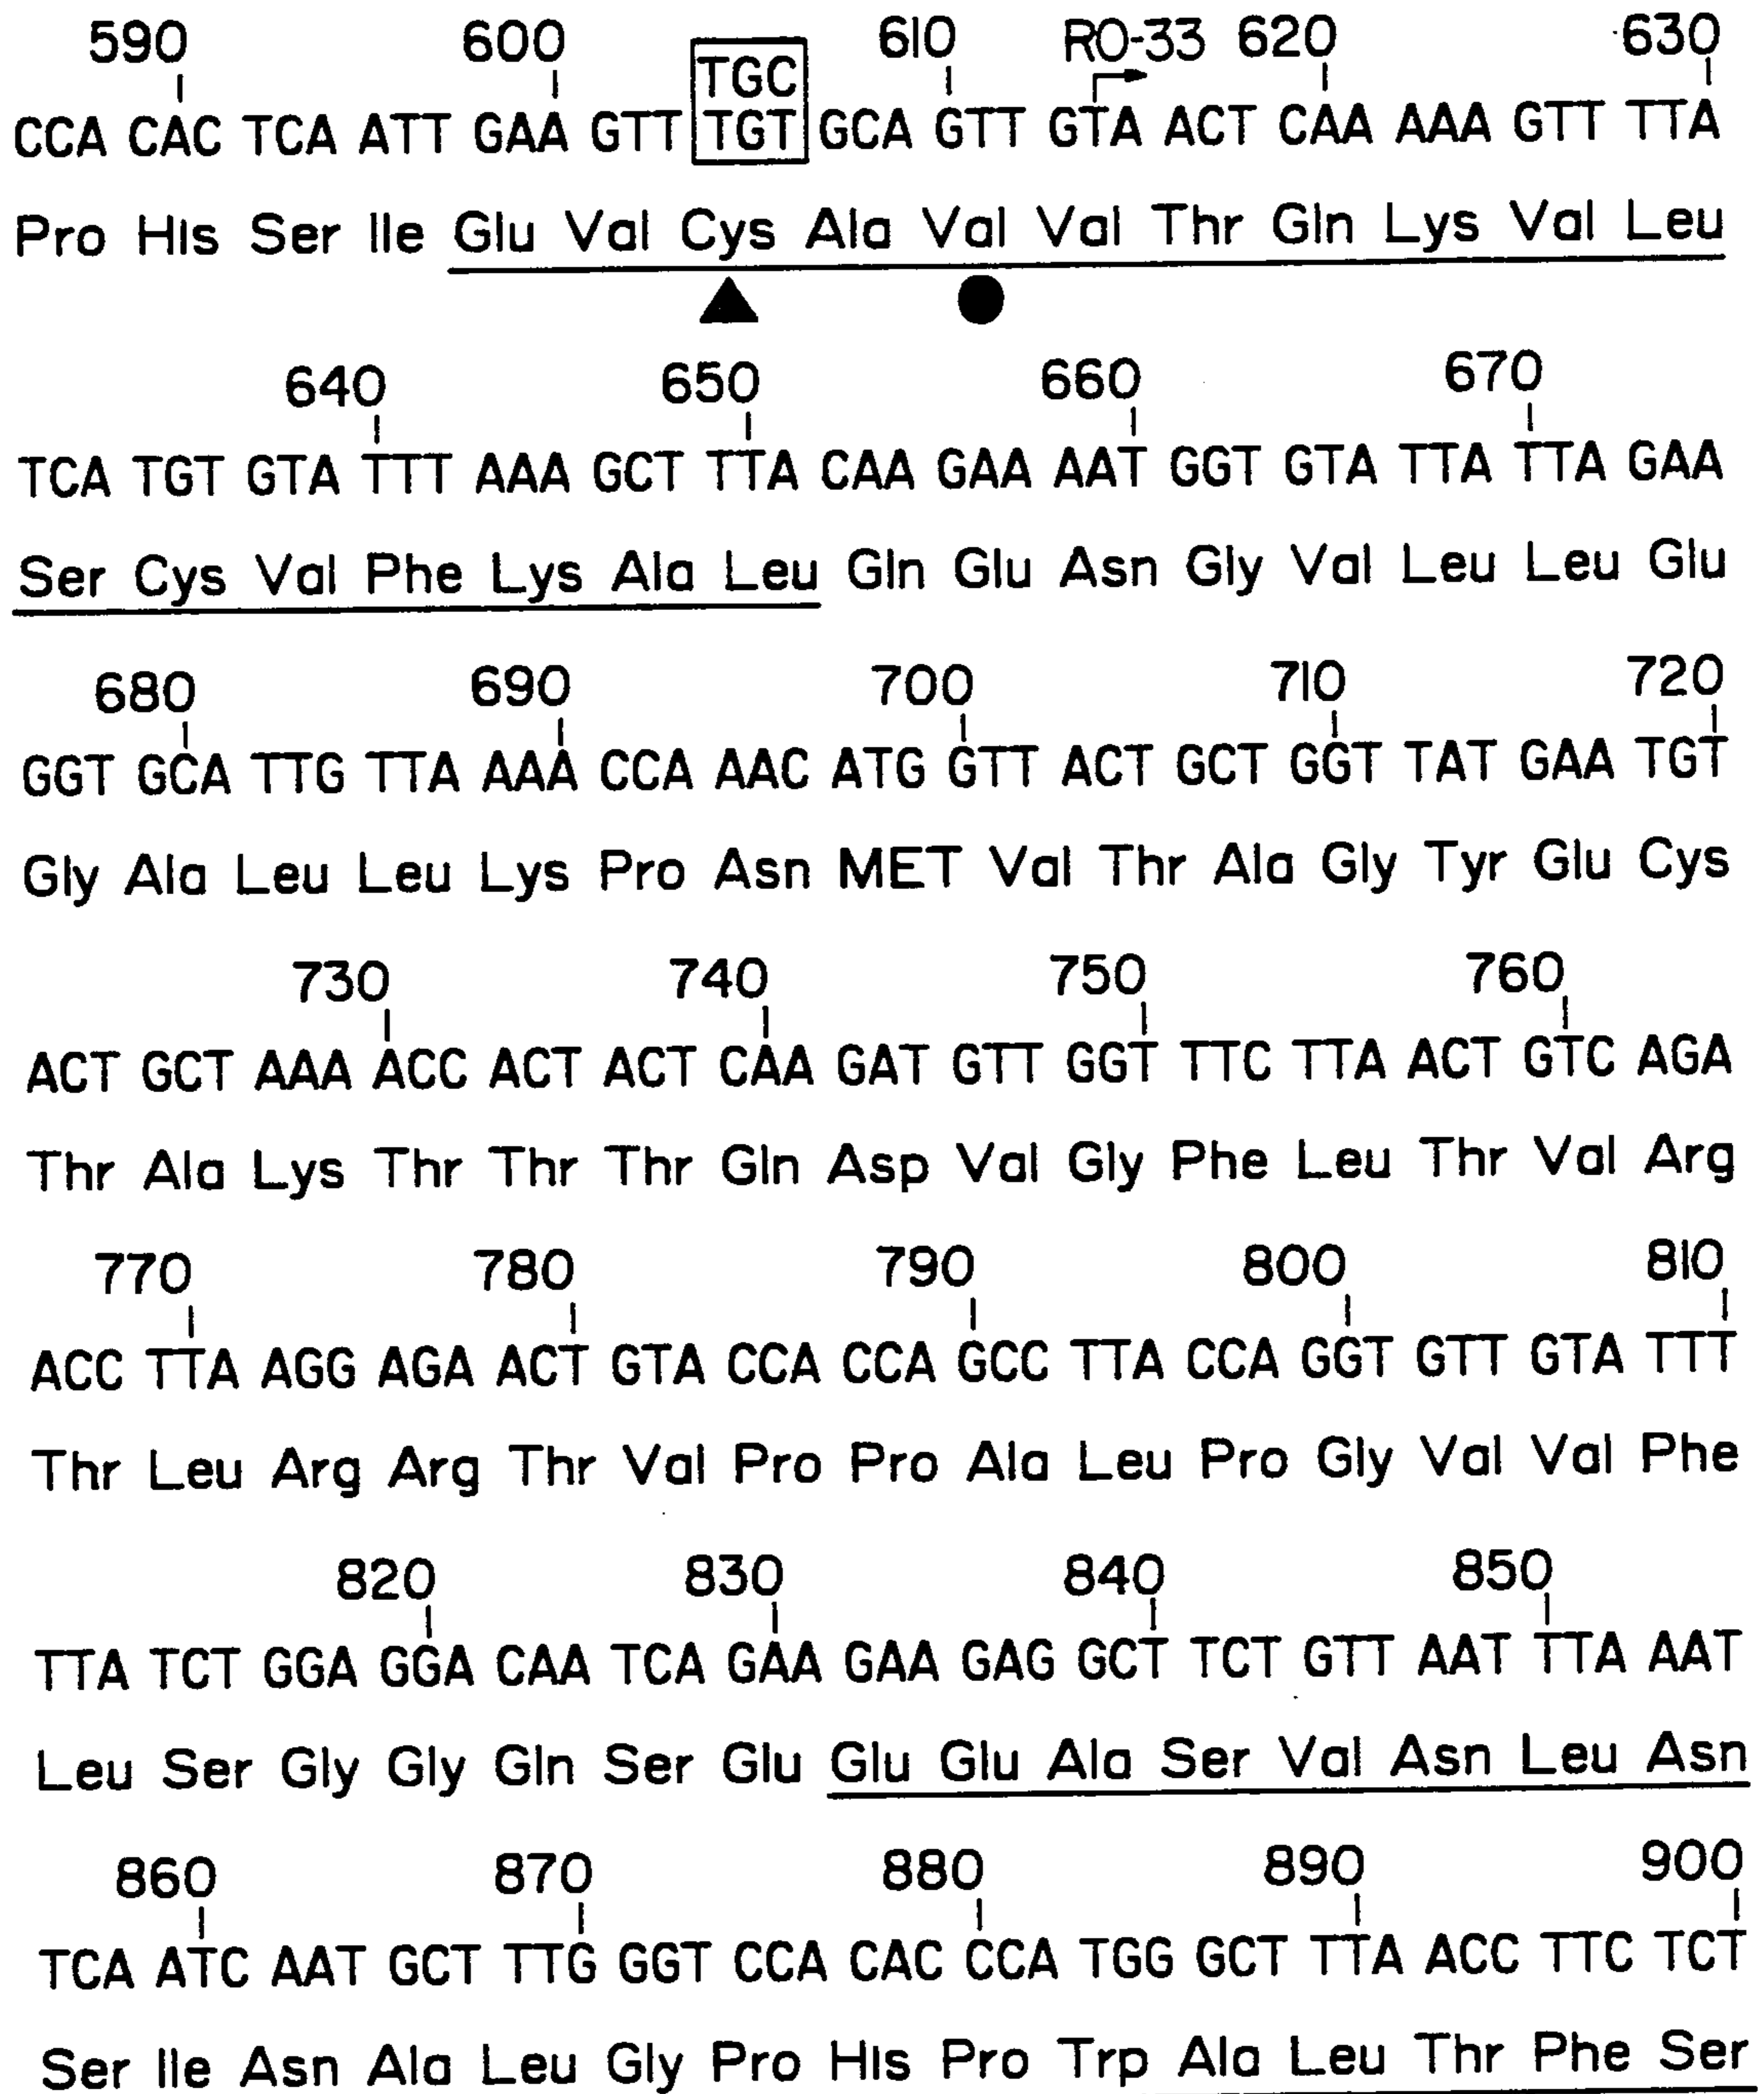 590 600 610 RO-33 620 630
TGC
CCA CAC TCA ATT GAA GTT TGT GCA GTT GTA ACT CAA AAA GTT TTA
Pro His Ser Ile Glu Val Cys Ala Val Val Thr Gln Lys Val Leu
640 650 660 670
TCA TGT GTA TTT AAA GCT TTA CAA GAA AAT GGT GTA TTA TTA GAA
Ser Cys Val Phe Lys Ala Leu Gln Glu Asn Gly Val Leu Leu Glu
680 690 700 710 720
GGT GCA TTG TTA AAA CCA AAC ATG GTT ACT GCT GGT TAT GAA TGT
Gly Ala Leu Leu Lys Pro Asn MET Val Thr Ala Gly Tyr Glu Cys
730 740 750 760
ACT GCT AAA ACC ACT ACT CAA GAT GTT GGT TTC TTA ACT GTC AGA
Thr Ala Lys Thr Thr Thr Gln Asp Val Gly Phe Leu Thr Val Arg
770 780 790 800 810
ACC TTA AGG AGA ACT GTA CCA CCA GCC TTA CCA GGT GTT GTA TTT
Thr Leu Arg Arg Thr Val Pro Pro Ala Leu Pro Gly Val Val Phe
820 830 840 850
TTA TCT GGA GGA CAA TCA GAA GAA GAG GCT TCT GTT AAT TTA AAT
Leu Ser Gly Gly Gln Ser Glu Glu Glu Ala Ser Val Asn Leu Asn
860 870 880 890 900
TCA ATC AAT GCT TTG GGT CCA CAC CCA TGG GCT TTA ACC TTC TCT
Ser Ile Asn Ala Leu Gly Pro His Pro Trp Ala Leu Thr Phe Ser